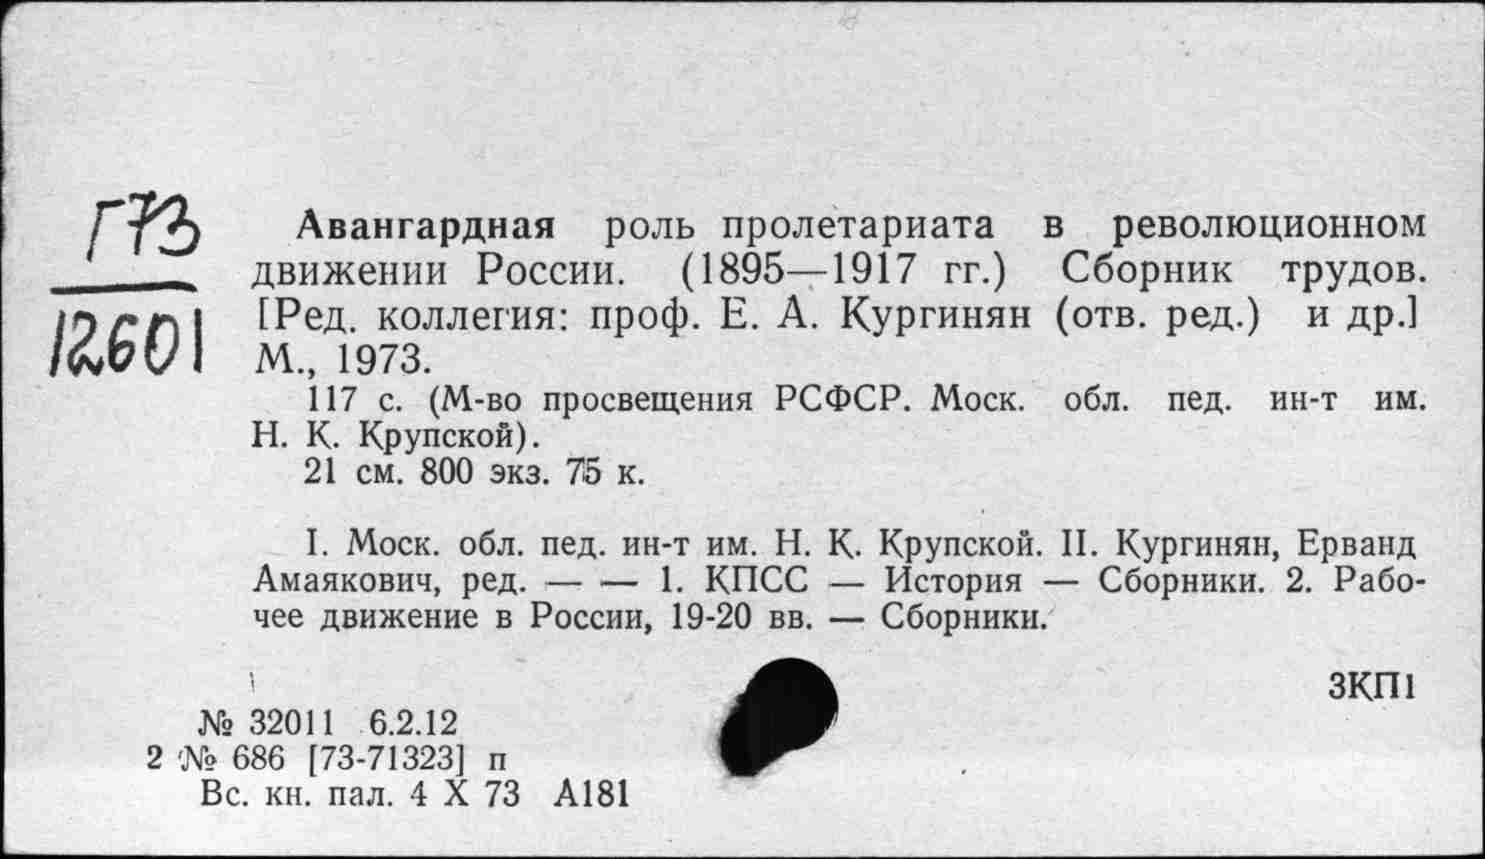 Г73
12601
Авангардная роль пролетариата в революционном
движении России. (1895—1917 гг.) Сборник трудов.
[Ред. коллегия: проф. Е. А. Кургинян (отв. ред.) и др.]
М., 1973.
117 с. (М-во просвещения РСФСР. Моск. обл. пед. ин-т им.
Н. К. Крупской).
21 см. 800 экз. 75 к.
I. Моск. обл. пед. ин-т им. Н. К. Крупской. II. Кургинян, Ерванд
Амаякович, ред. — — 1. КПСС — История — Сборники. 2. Рабо-
чее движение в России, 19-20 вв. — Сборники.
ЗКП1
№ 32011 6.2.12
2 № 686 [73-71323] п
Вс. кн. пал. 4 X 73 А181